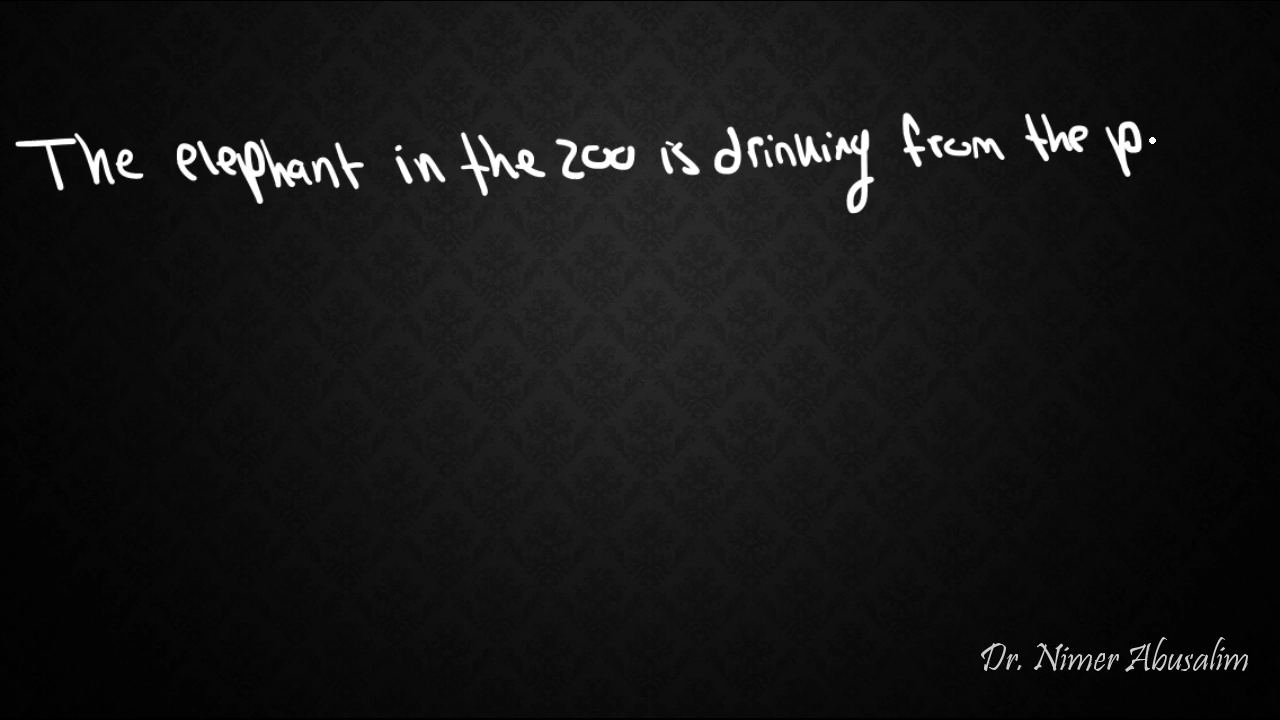 The elephant in the zoo is drinking from the p
Dr. Nimer Abusalim